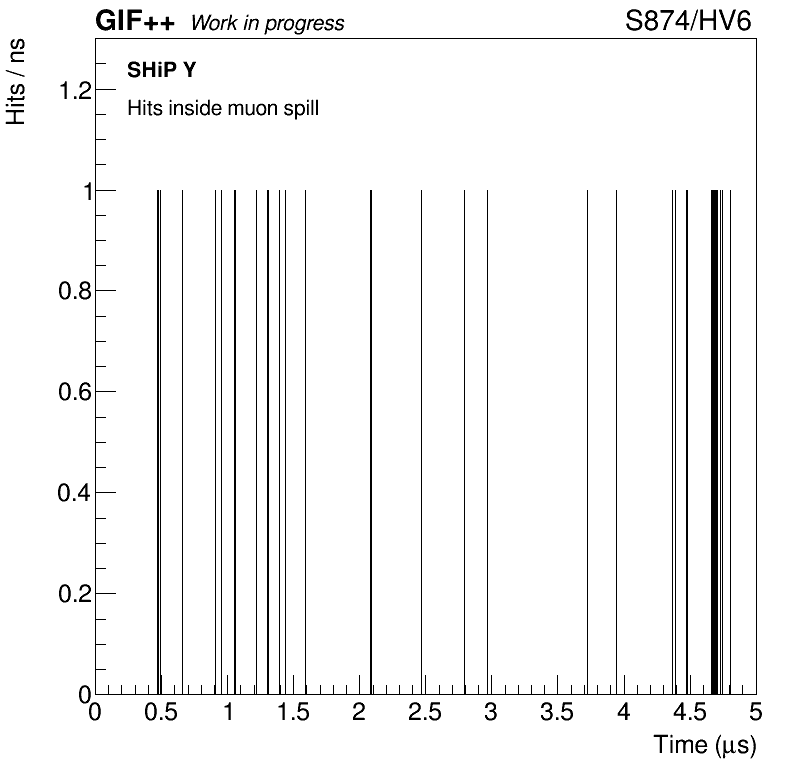 GIF++ Work in progress S874/HV6
Hits / ns
SHiP Y
Hits inside muon spill
1.2
1
0.8
0.6
0.4
0.2
0
0 0.5 1 1.5 2 2.5 3 3.5 4 4.5 5
Time (μs)